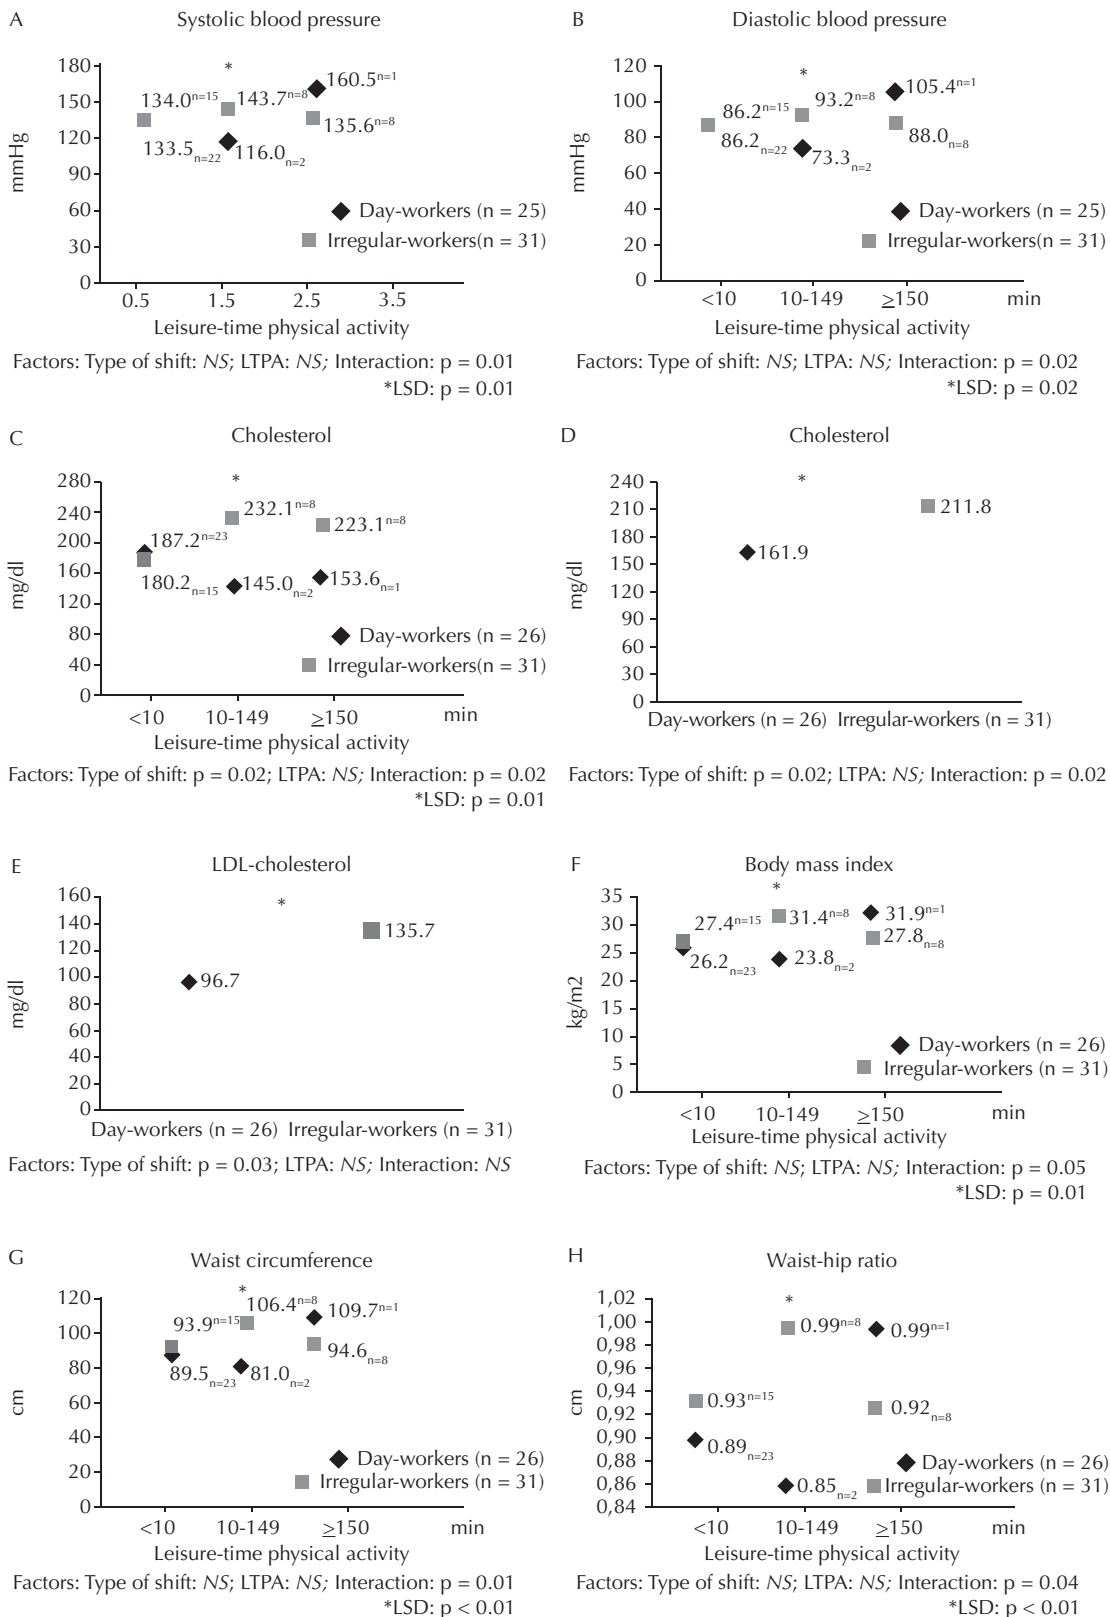 A
Systolic blood pressure
180
150
120
90
60
30
0
mmHg
*
134.0n=15
143.7n=8
160.5n=1
135.6n=8
133.5n=22
116.0n=2
Day-workers (n = 25)
Irregular-workers(n = 31)
0.5 1.5 2.5 3.5
Leisure-time physical activity
Factors: Type of shift: NS; LTPA: NS; Interaction: p = 0.01
*LSD: p = 0.01
B
Diastolic blood pressure
120
100
80
60
40
20
0
mmHg
*
86.2n=15
93.2n=8
105.4n=1
86.2n=22
73.3n=2
88.0n=8
Day-workers (n = 25)
Irregular-workers(n = 31)
<10 10-149 ≥150 min
Leisure-time physical activity
Factors: Type of shift: NS; LTPA: NS; Interaction: p = 0.02
*LSD: p = 0.02
C
Cholesterol
280
240
200
160
120
80
40
0
mg/dl
*
187.2n=23
232.1n=8
223.1n=8
180.2n=15
145.0n=2
153.6n=1
Day-workers (n = 26)
Irregular-workers(n = 31)
<10 10-149 ≥150 min
Leisure-time physical activity
Factors: Type of shift: p = 0.02; LTPA: NS; Interaction: p = 0.02
*LSD: p = 0.01
D
Cholesterol
240
210
180
150
120
90
60
30
0
mg/dl
*
161.9
211.8
Day-workers (n = 26) Irregular-workers (n = 31)
Factors: Type of shift: p = 0.02; LTPA: NS; Interaction: p = 0.02
E
LDL-cholesterol
160
140
120
100
80
60
40
20
0
mg/dl
*
96.7
135.7
Day-workers (n = 26) Irregular-workers (n = 31)
Factors: Type of shift: p = 0.03; LTPA: NS; Interaction: NS
F
Body mass index
35
30
25
20
15
10
5
0
kg/m2
*
27.4n=15
31.4n=8
31.9n=1
26.2n=23
23.8n=2
27.8n=8
Day-workers (n = 26)
Irregular-workers (n = 31)
<10 10-149 ≥150 min
Leisure-time physical activity
Factors: Type of shift: NS; LTPA: NS; Interaction: p = 0.05
*LSD: p = 0.01
G
Waist circumference
120
100
80
60
40
20
0
cm
*
93.9n=15
106.4n=8
109.7n=1
89.5n=23
81.0n=2
94.6n=8
Day-workers (n = 26)
Irregular-workers (n = 31)
<10 10-149 ≥150 min
Leisure-time physical activity
Factors: Type of shift: NS; LTPA: NS; Interaction: p = 0.01
*LSD: p < 0.01
H
Waist-hip ratio
1,02
1,00
0,98
0,96
0,94
0,92
0,90
0,88
0,86
0,84
cm
*
0.99n=8
0.99n=1
0.93n=15
0.92n=8
0.89n=23
0.85n=2
Day-workers (n = 26)
Irregular-workers (n = 31)
<10 10-149 ≥150 min
Leisure-time physical activity
Factors: Type of shift: NS; LTPA: NS; Interaction: p = 0.04
*LSD: p < 0.01